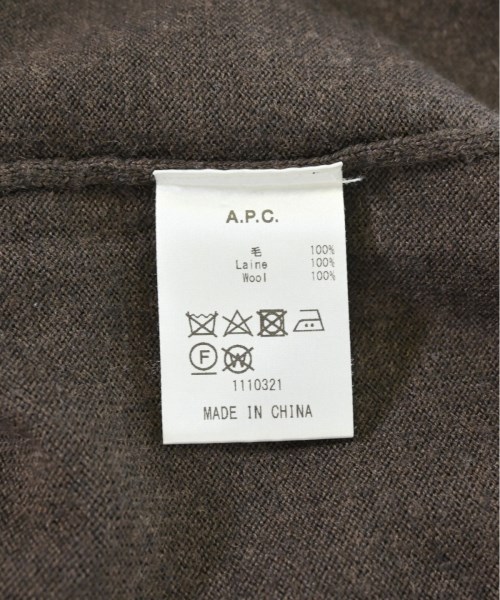 A.P.C.
毛 100%
Laine 100%
Wool 100%
F W
1110321
MADE IN CHINA